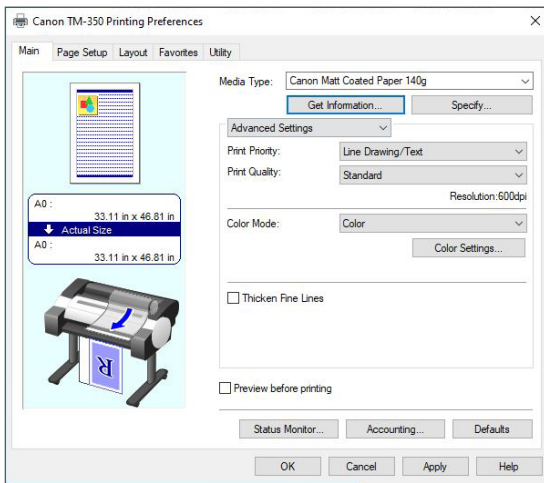 Canon TM-350 Printing Preferences
Main Page Setup Layout Favorites Utility
Media Type: Canon Matt Coated Paper 140g
Get Information... Specify...
Advanced Settings
Print Priority: Line Drawing/Text
Print Quality: Standard
Resolution:600dpi
A0 :
33.11 in x 46.81 in
Actual Size
A0 :
33.11 in x 46.81 in
Color Mode: Color
Color Settings...
Thicken Fine Lines
R
Preview before printing
Status Monitor... Accounting... Defaults
OK Cancel Apply Help